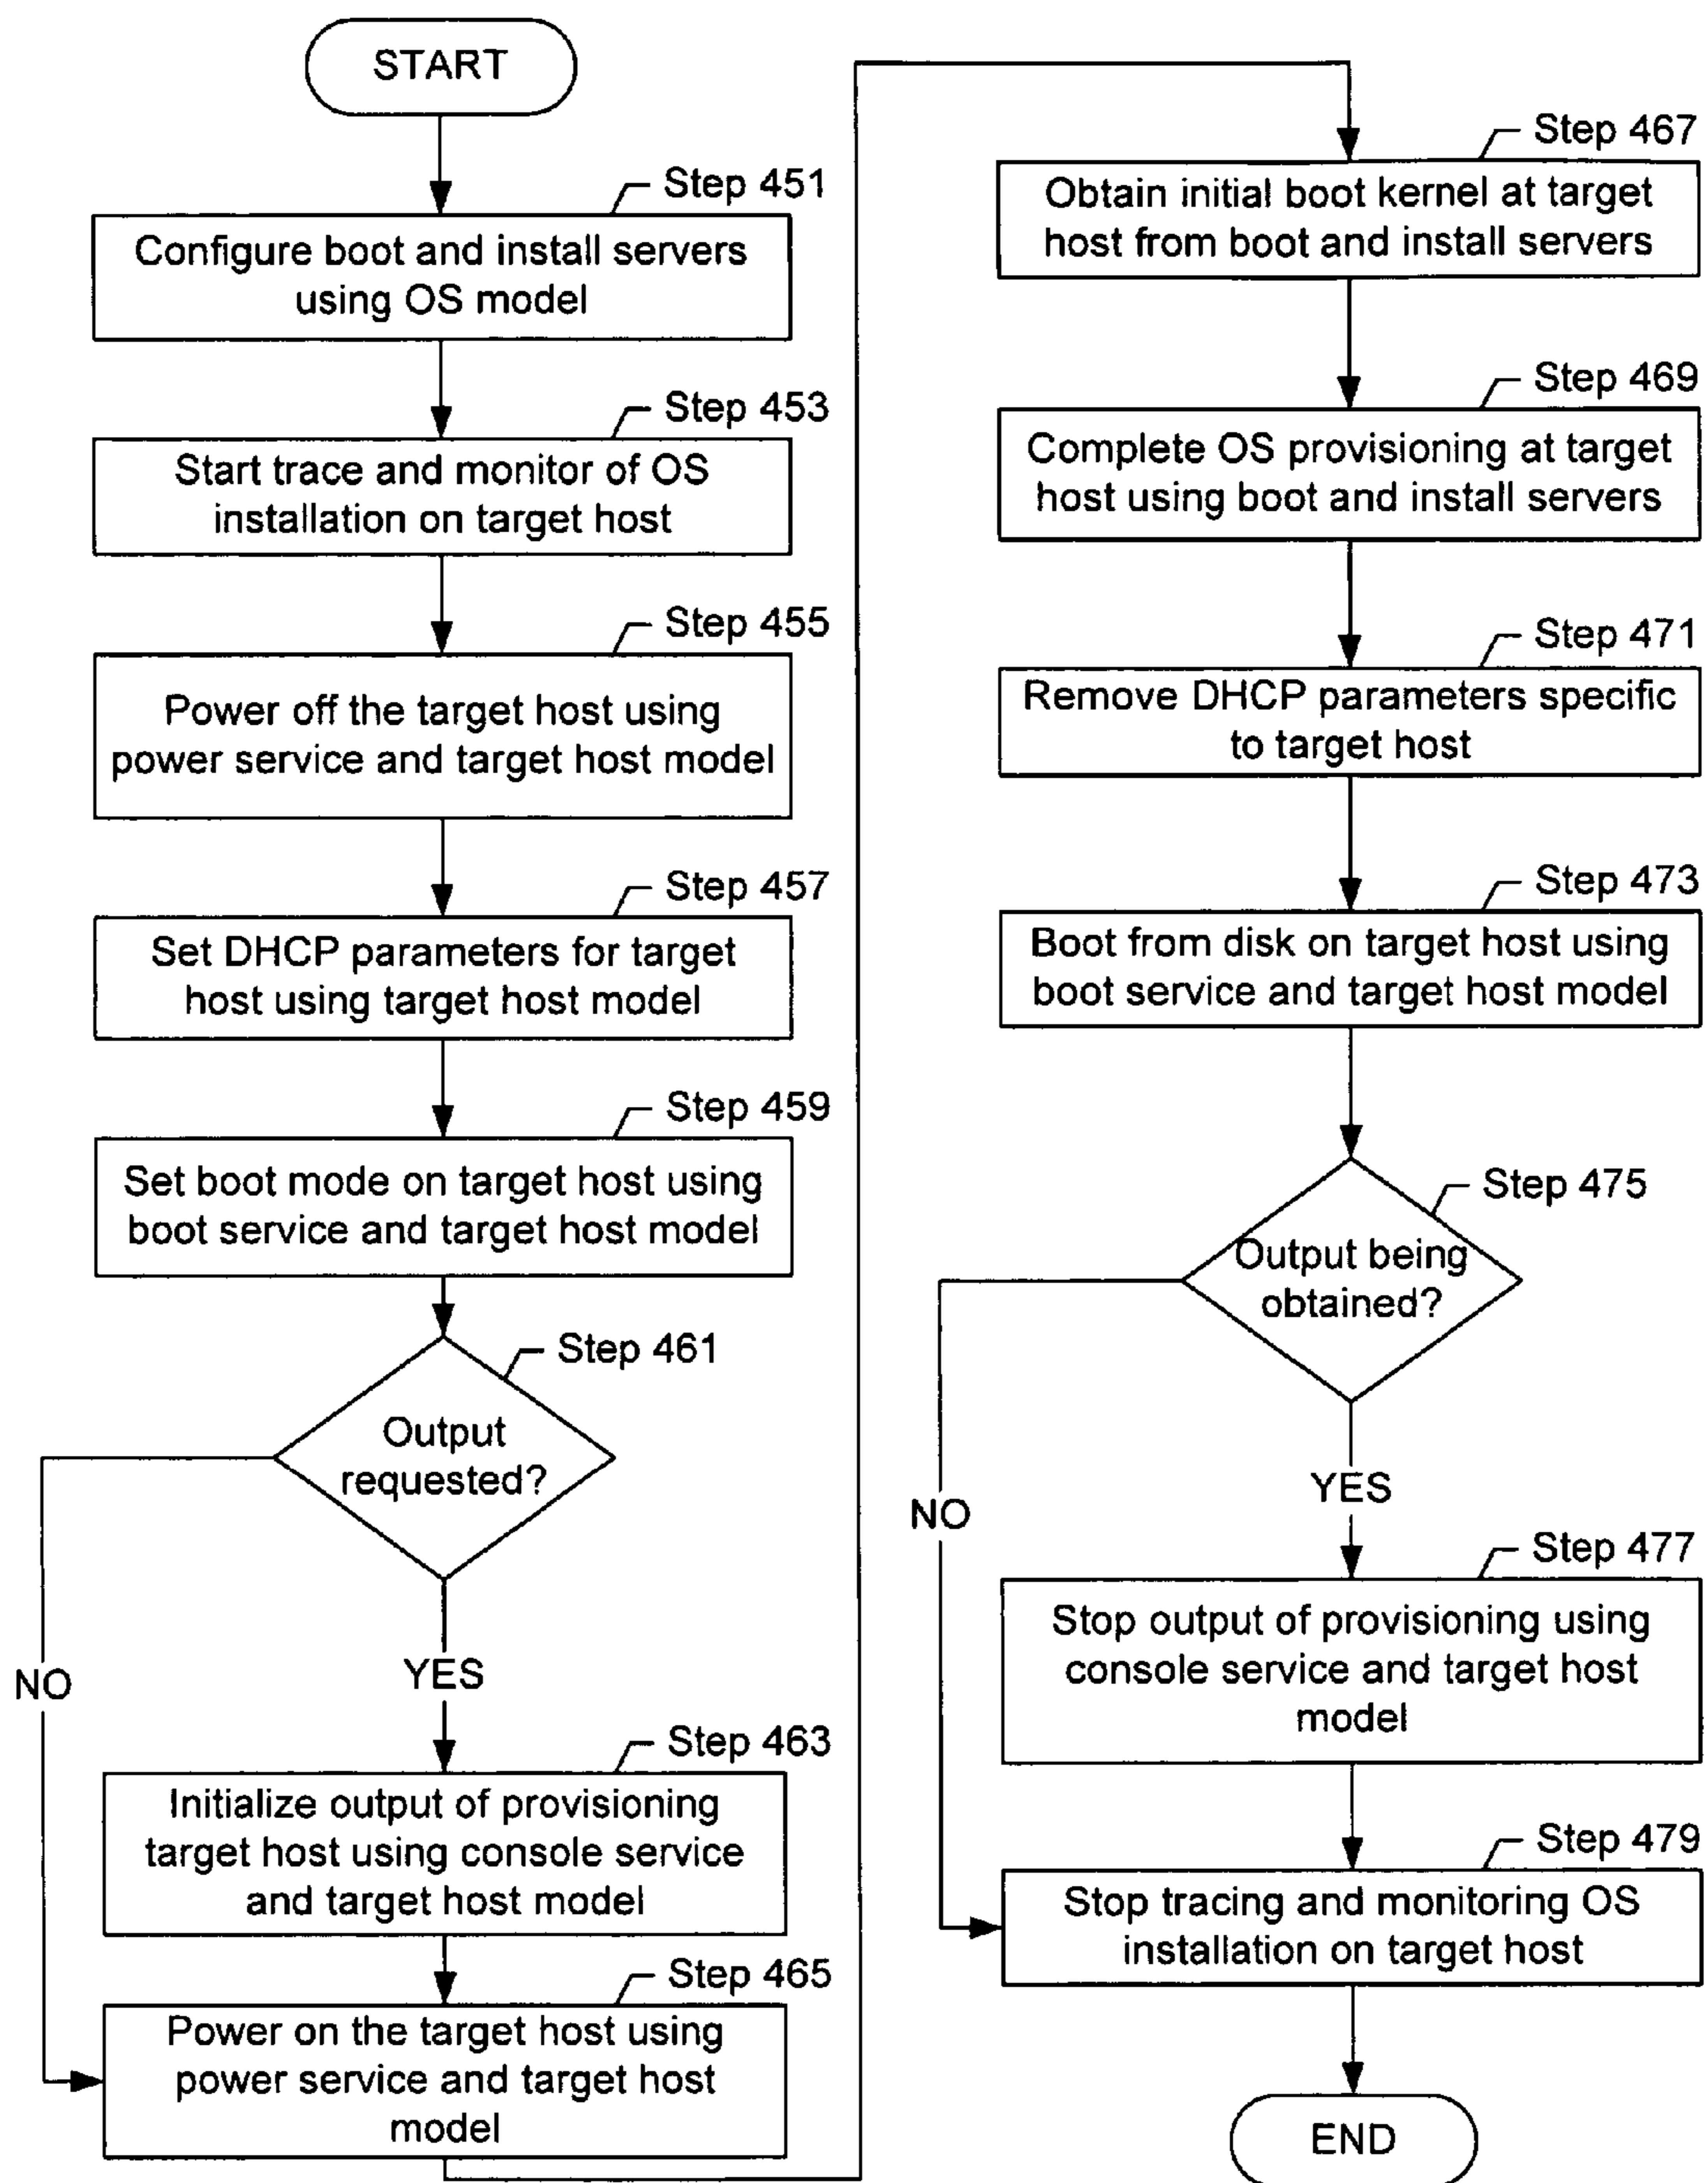 START
Step 451
Configure boot and install servers
using OS model
Step 453
Start trace and monitor of OS
installation on target host
Step 455
Power off the target host using
power service and target host model
Step 457
Set DHCP parameters for target
host using target host model
Step 459
Set boot mode on target host using
boot service and target host model
Step 461
Output
requested?
NO
YES
Step 463
Initialize output of provisioning
target host using console service
and target host model
Step 465
Power on the target host using
power service and target host
model
Step 467
Obtain initial boot kernel at target
host from boot and install servers
Step 469
Complete OS provisioning at target
host using boot and install servers
Step 471
Remove DHCP parameters specific
to target host
Step 473
Boot from disk on target host using
boot service and target host model
Step 475
Output being
obtained?
NO
YES
Step 477
Stop output of provisioning using
console service and target host
model
Step 479
Stop tracing and monitoring OS
installation on target host
END